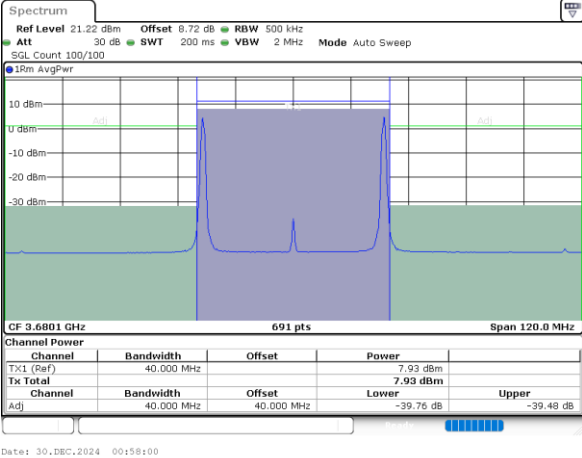 Spectrum
Ref Level 21.22 dBm Offset 8.72 dB RBW 500 kHz
Att 30 dB SWT 200 ms VBW 2 MHz Mode Auto Sweep
SGL Count 100/100
1Rm AvgPwr
10 dBm
Adj Adj
0 dBm
-10 dBm
-20 dBm
-30 dBm
CF 3.6801 GHz 691 pts Span 120.0 MHz
Channel Power
Channel Bandwidth Offset Power
TX1 (Ref) 40.000 MHz 7.93 dBm
Tx Total 7.93 dBm
Channel Bandwidth Offset Lower Upper
Adj 40.000 MHz 40.000 MHz -39.76 dB -39.48 dB
Ready
Date: 30.DEC.2024 00:58:00